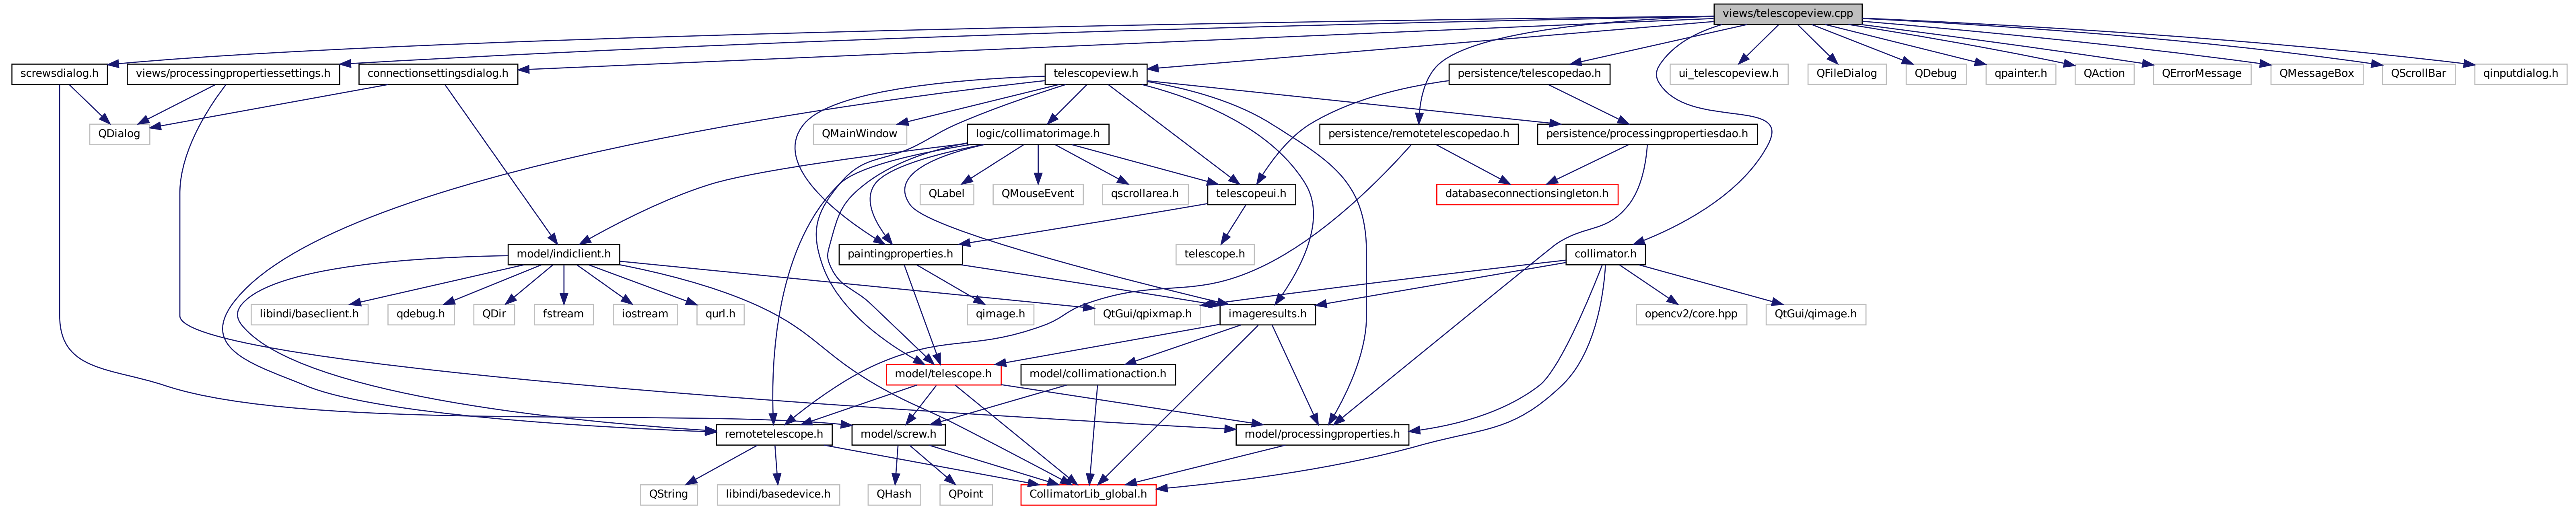 views/telescopeview.cpp
screwsdialog.h
views/processingpropertiessettings.h
connectionsettingsdialog.h
telescopeview.h
persistence/telescopedao.h
ui_telescopeview.h
QFileDialog
QDebug
qpainter.h
QAction
QErrorMessage
QMessageBox
QScrollBar
qinputdialog.h
QDialog
QMainWindow
logic/collimatorimage.h
persistence/remotetelescopedao.h
persistence/processingpropertiesdao.h
QLabel
QMouseEvent
qscrollarea.h
telescopeui.h
databaseconnectionsingleton.h
model/indiclient.h
paintingproperties.h
telescope.h
collimator.h
libindi/baseclient.h
qdebug.h
QDir
fstream
iostream
qurl.h
qimage.h
QtGui/qpixmap.h
imageresults.h
opencv2/core.hpp
QtGui/qimage.h
model/telescope.h
model/collimationaction.h
remotetelescope.h
model/screw.h
model/processingproperties.h
QString
libindi/basedevice.h
QHash
QPoint
CollimatorLib_global.h